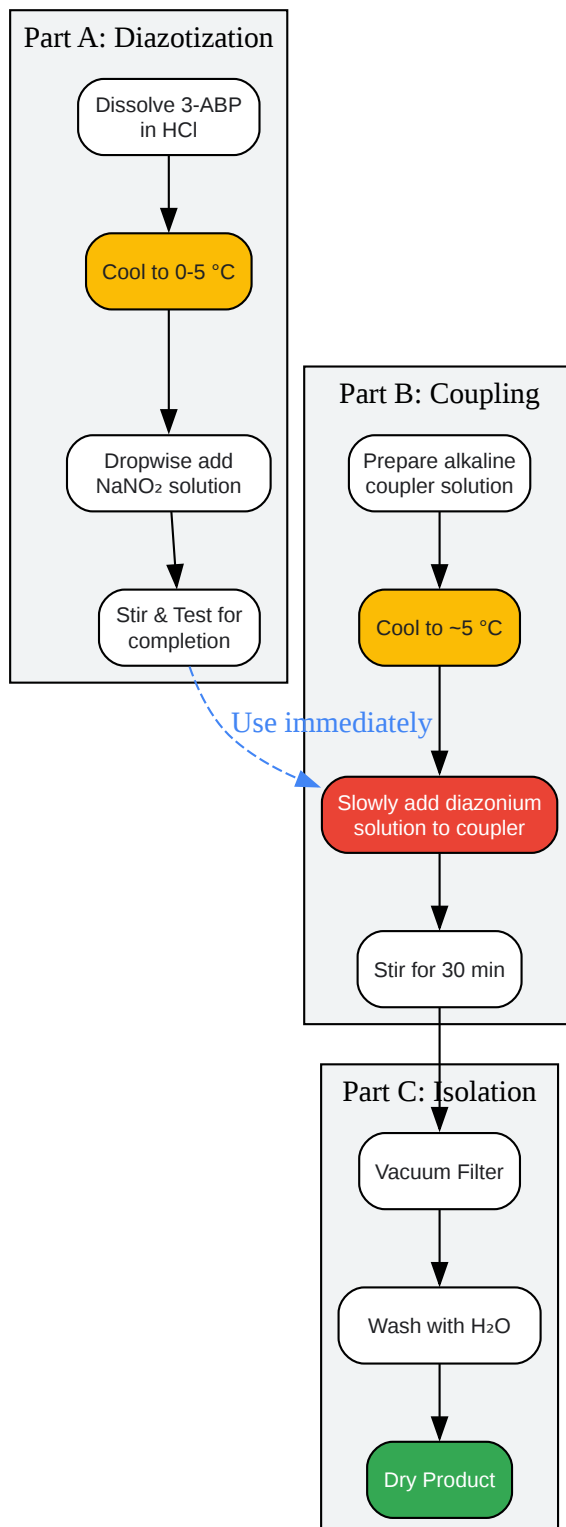 Part A: Diazotization
Dissolve 3-ABP
in HCl
Cool to 0-5 °C
Dropwise add
NaNO₂ solution
Stir & Test for
completion
Use immediately
Part B: Coupling
Prepare alkaline
coupler solution
Cool to ~5 °C
Slowly add diazonium
solution to coupler
Stir for 30 min
Part C: Isolation
Vacuum Filter
Wash with H₂O
Dry Product